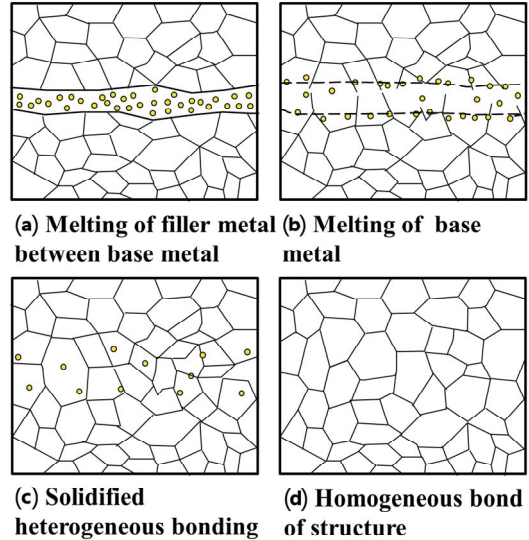 (a) Melting of filler metal
between base metal
(b) Melting of base
metal
(c) Solidified
heterogeneous bonding
(d) Homogeneous bond
of structure